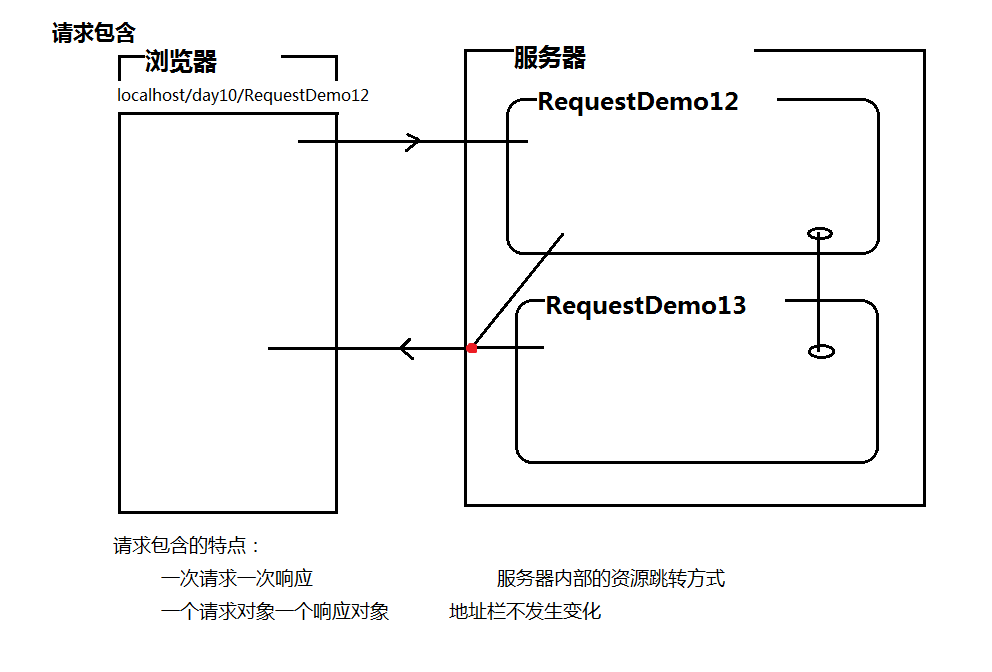 请求包含
浏览器
服务器
localhost/day10/RequestDemo12
RequestDemo12
RequestDemo13
请求包含的特点：
一次请求一次响应 服务器内部的资源跳转方式
一个请求对象一个响应对象 地址栏不发生变化